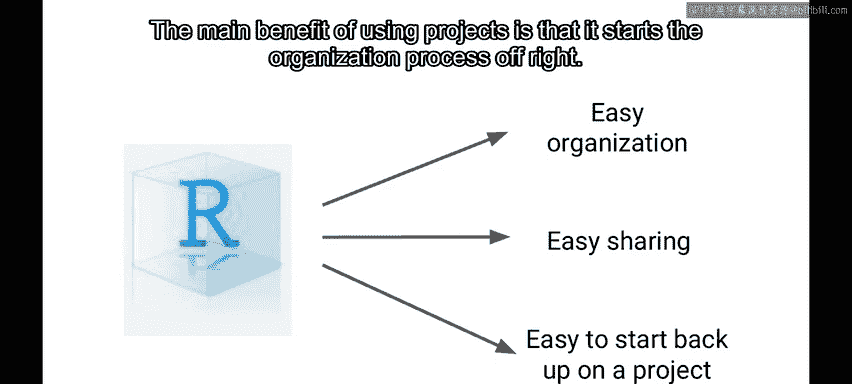 The main benefit of using projects is that it starts the
organization process off right.
Easy
organization
R
Easy sharing
Easy to start back
up on a project